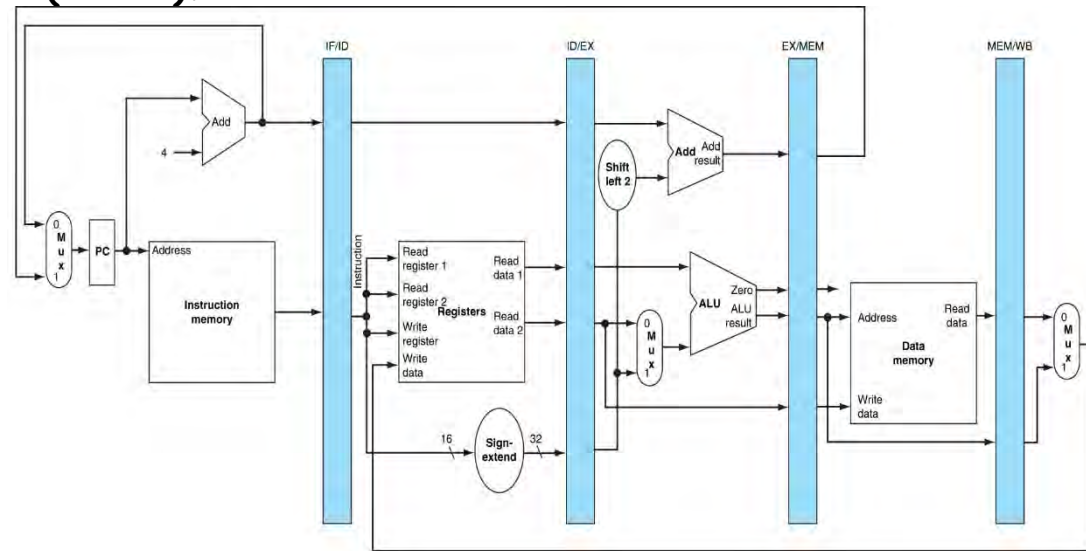 IF/ID
ID/EX
EX/MEM
MEM/WB
Add
4
Add Add
result
Shift
left 2
0
M
u
x
1
PC
Address
Instruction
memory
Instruction
Read
register 1
Read
register 2
Write
register
Write
data
Registers
Read
data 1
Read
data 2
0
M
u
x
1
Zero
ALU
ALU
result
Address
Read
data
Data
memory
Write
data
0
M
u
x
1
16
Sign-
extend
32